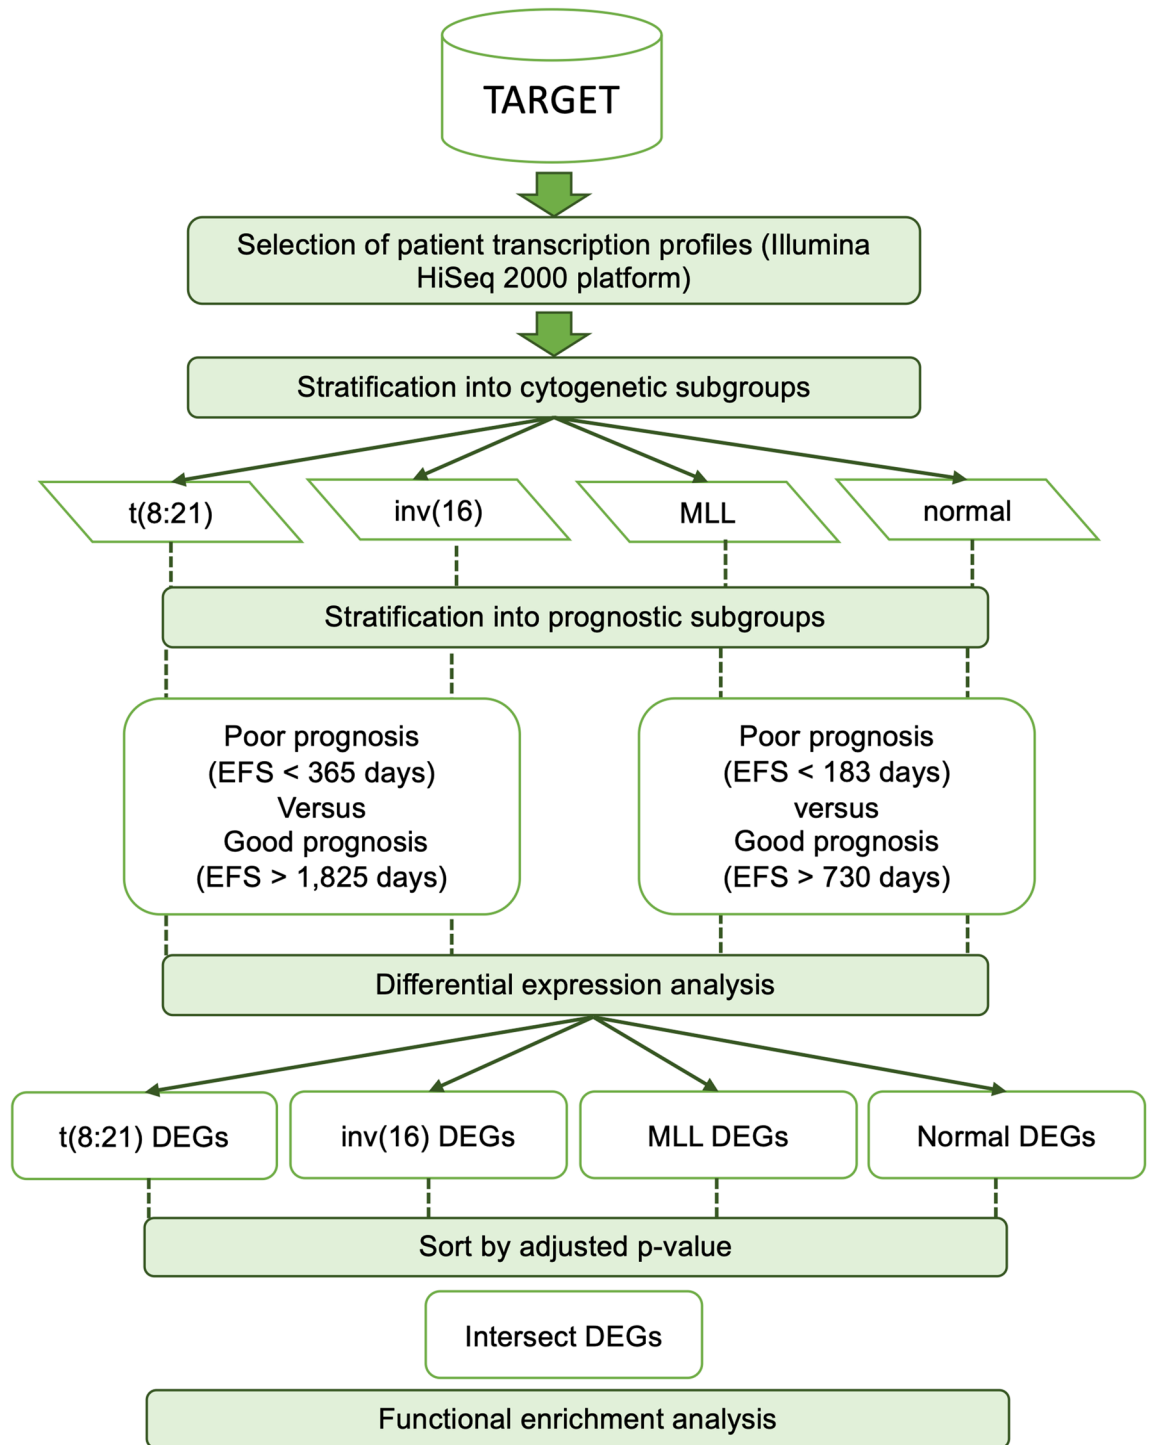 TARGET
Selection of patient transcription profiles (Illumina
HiSeq 2000 platform)
Stratification into cytogenetic subgroups
t(8:21)
inv(16)
MLL
normal
Stratification into prognostic subgroups
Poor prognosis
(EFS < 365 days)
Versus
Good prognosis
(EFS > 1,825 days)
Poor prognosis
(EFS < 183 days)
versus
Good prognosis
(EFS > 730 days)
Differential expression analysis
t(8:21) DEGs
inv(16) DEGs
MLL DEGs
Normal DEGs
Sort by adjusted p-value
Intersect DEGs
Functional enrichment analysis